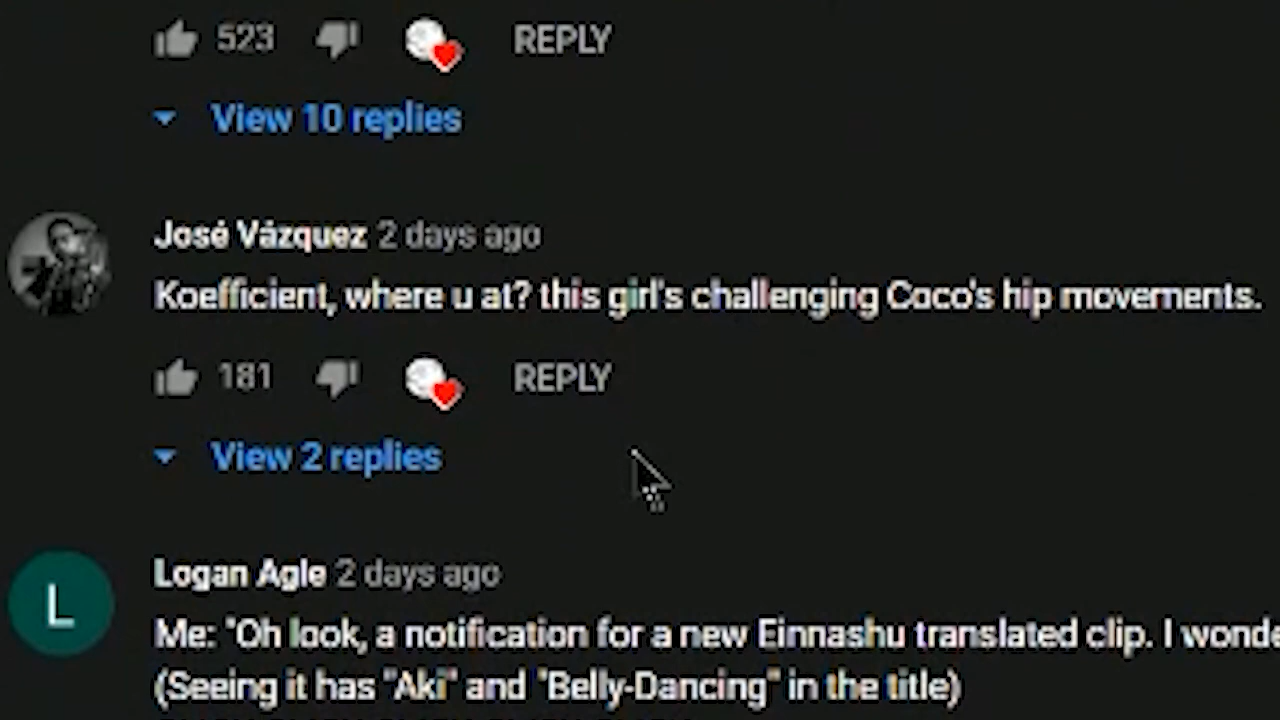 523 REPLY
View 10 replies
José Vázquez 2 days ago
Koefficient, where u at? this girl's challenging Coco's hip movements.
181 REPLY
View 2 replies
L
Logan Agle 2 days ago
Me: "Oh look, a notification for a new Einnashu translated clip. I wonde
(Seeing it has "Aki" and "Belly-Dancing" in the title)